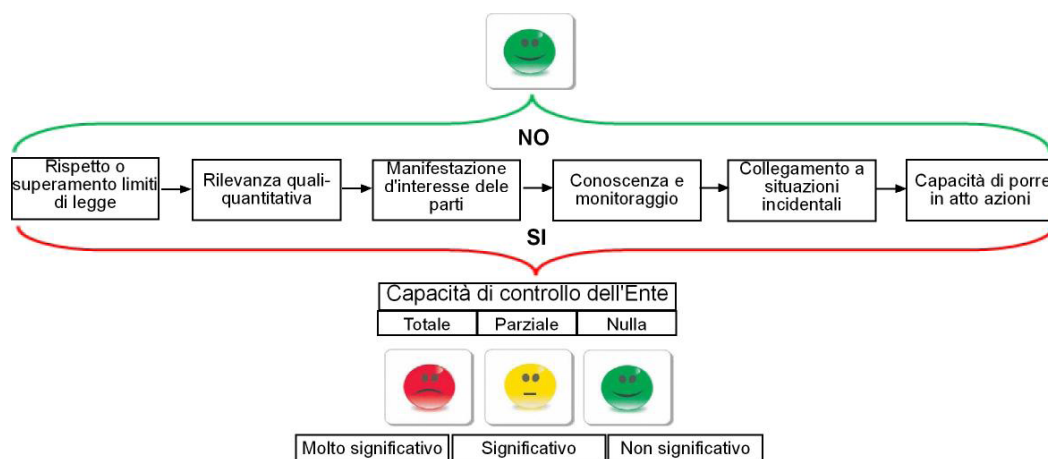 NO
Rispetto o
superamento limiti
di legge
Rilevanza quali-
quantitativa
Manifestazione
d'interesse dele
parti
Conoscenza e
monitoraggio
Collegamento a
situazioni
incidentali
Capacità di porre
in atto azioni
SI
Capacità di controllo dell'Ente
Totale
Parziale
Nulla
Molto significativo
Significativo
Non significativo